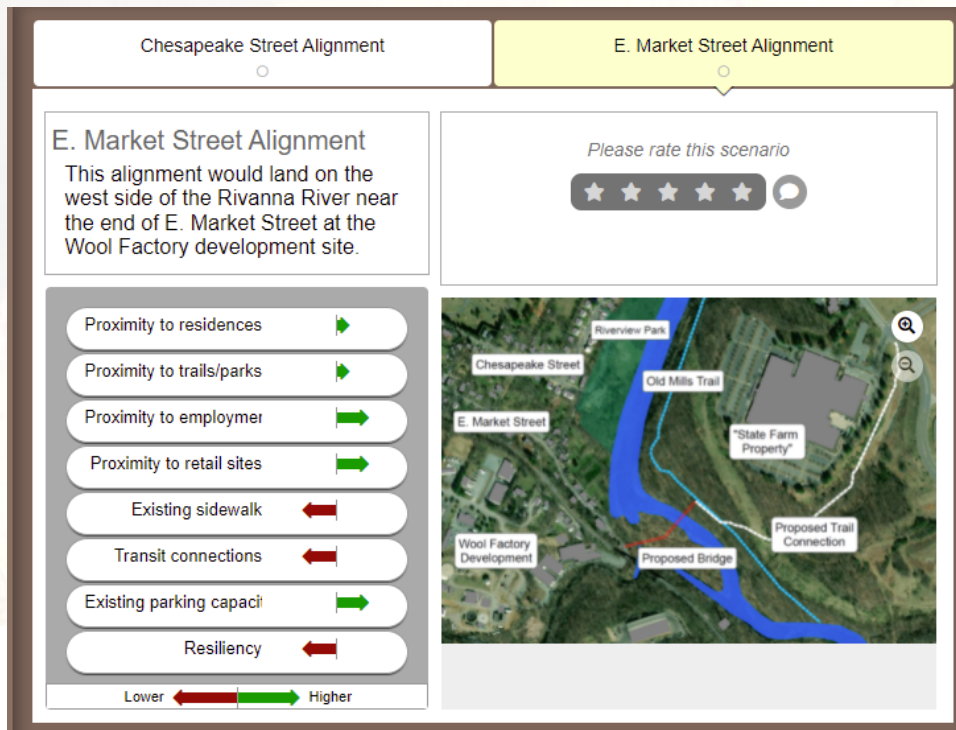 Chesapeake Street Alignment
E. Market Street Alignment
E. Market Street Alignment
This alignment would land on the
west side of the Rivanna River near
the end of E. Market Street at the
Wool Factory development site.
Please rate this scenario
Proximity to residences
Proximity to trails/parks
Proximity to employmer
Proximity to retail sites
Existing sidewalk
Transit connections
Existing parking capacit
Resiliency
Lower
Higher
Riverview Park
Chesapeake Street
Old Mills Trail
E. Market Street
"State Farm
Property"
Wool Factory
Development
Proposed Bridge
Proposed Trail
Connection